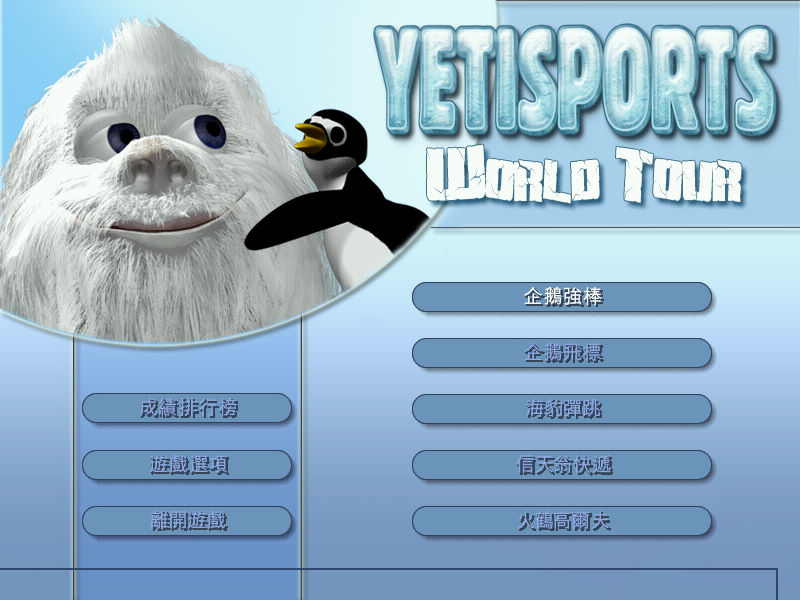 YETISPORTS
WORLD TOUR
企鵝強棒
企鵝飛標
海豹彈跳
信天翁快遞
火鶴高爾夫
成績排行榜
遊戲選項
離開遊戲